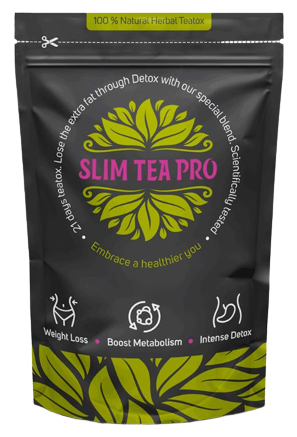 100 % Natural Herbal Teatox
• 21 days teatox. Lose the extra fat through Detox with our special blend. Scientifically tested •
SLIM TEA PRO
Embrace a healthier you
Weight Loss • Boost Metabolism • Intense Detox